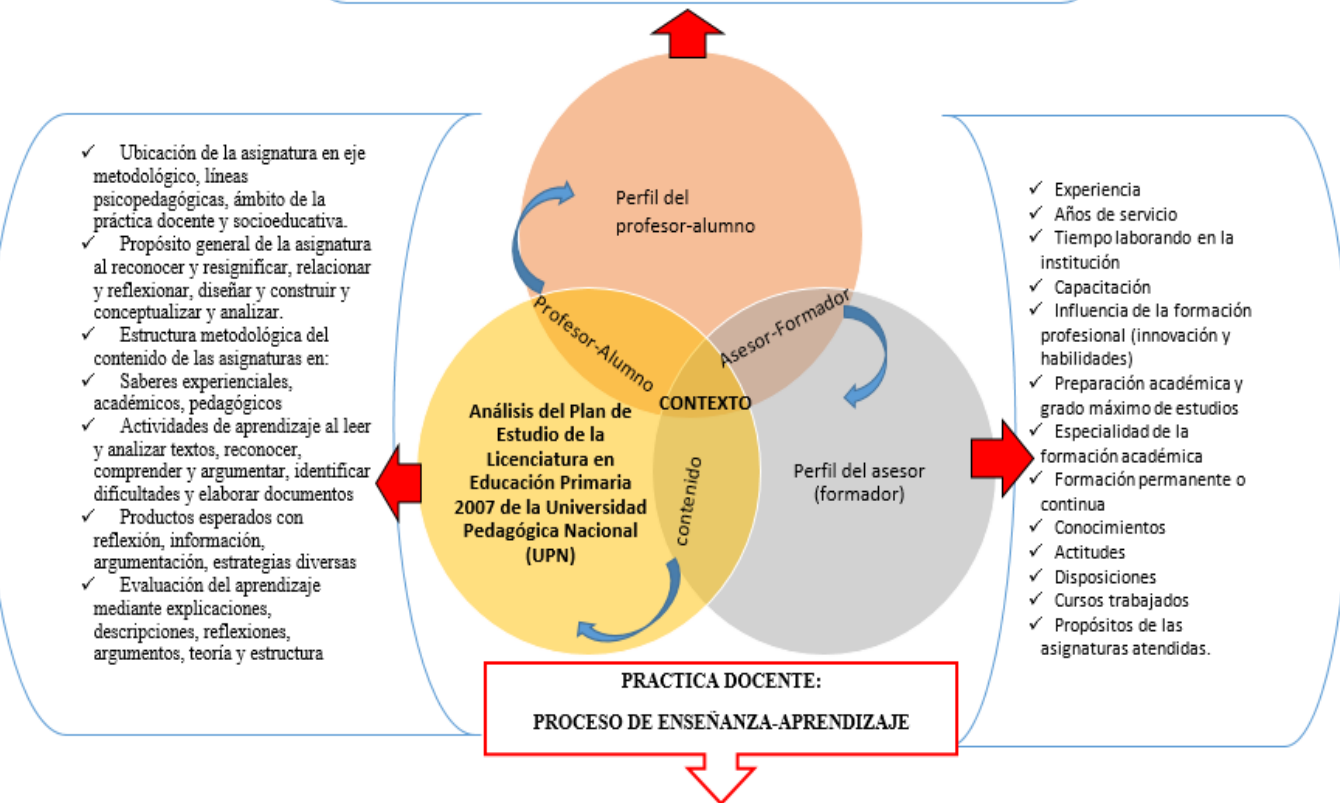 Perfil del
profesor-alumno
Profesor-Alumno
Asesor-Formador
CONTEXTO
contenido
Análisis del Plan de
Estudio de la
Licenciatura en
Educación Primaria
2007 de la Universidad
Pedagógica Nacional
(UPN)
Perfil del asesor
(formador)
✓ Ubicación de la asignatura en eje
metodológico, líneas
psicopedagógicas, ámbito de la
práctica docente y socioeducativa.
✓ Propósito general de la asignatura
al reconocer y resignificar, relacionar
y reflexionar, diseñar y construir y
conceptualizar y analizar.
✓ Estructura metodológica del
contenido de las asignaturas en:
✓ Saberes experienciales,
académicos, pedagógicos
✓ Actividades de aprendizaje al leer
y analizar textos, reconocer,
comprender y argumentar, identificar
dificultades y elaborar documentos
✓ Productos esperados con
reflexión, información,
argumentación, estrategias diversas
✓ Evaluación del aprendizaje
mediante explicaciones,
descripciones, reflexiones,
argumentos, teoría y estructura
✓ Experiencia
✓ Años de servicio
✓ Tiempo laborando en la
institución
✓ Capacitación
✓ Influencia de la formación
profesional (innovación y
habilidades)
✓ Preparación académica y
grado máximo de estudios
✓ Especialidad de la
formación académica
✓ Formación permanente o
continua
✓ Conocimientos
✓ Actitudes
✓ Disposiciones
✓ Cursos trabajados
✓ Propósitos de las
asignaturas atendidas.
PRACTICA DOCENTE:
PROCESO DE ENSEÑANZA-APRENDIZAJE